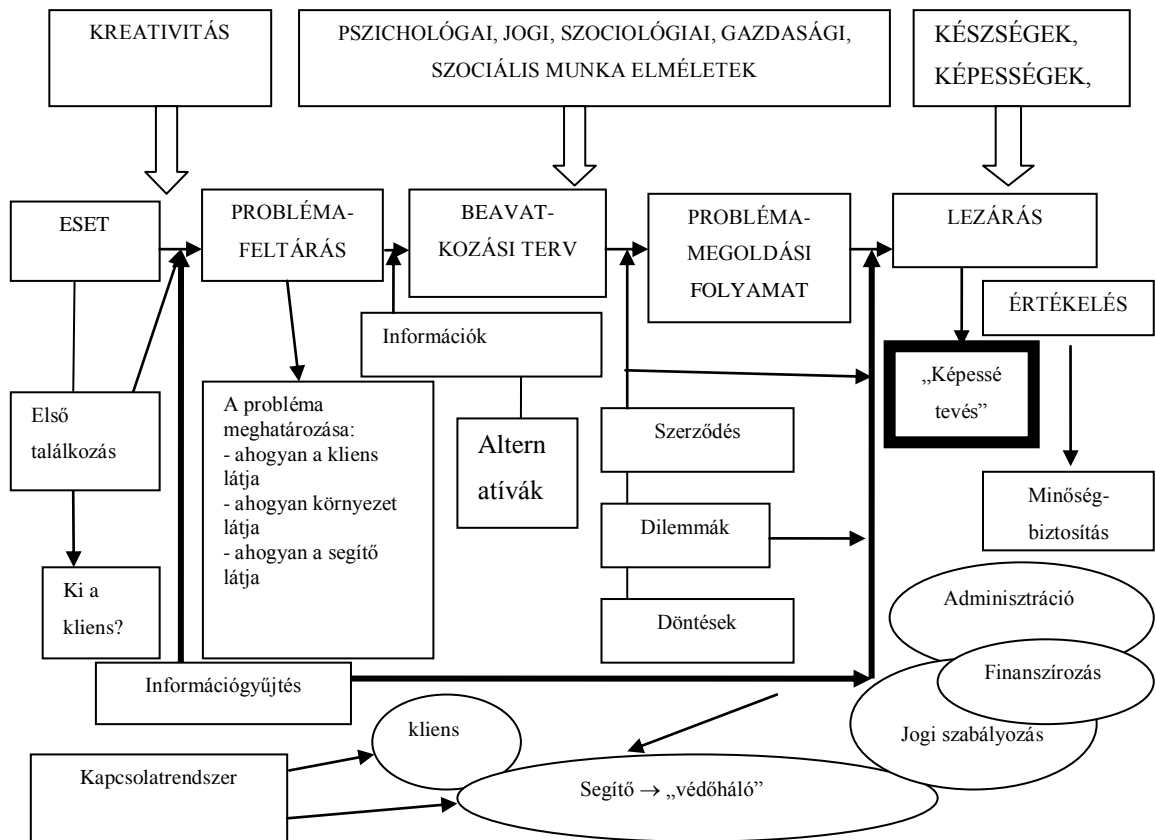 KREATIVITÁS
PSZICHOLÓGAI, JOGI, SZOCIOLÓGIAI, GAZDASÁGI,
SZOCIÁLIS MUNKA ELMÉLETEK
KÉSZSÉGEK,
KÉPESSÉGEK,
ESET
PROBLÉMA-
FELTÁRÁS
BEAVAT-
KOZÁSI TERV
PROBLÉMA-
MEGOLDÁSI
FOLYAMAT
LEZÁRÁS
ÉRTÉKELÉS
Információk
„Képessé
tevés”
Első
találkozás
A probléma
meghatározása:
- ahogyan a kliens
látja
- ahogyan környezet
látja
- ahogyan a segítő
látja
Altern
atívák
Szerződés
Minőség-
biztosítás
Dilemmák
Ki a
kliens?
Döntések
Adminisztráció
Információgyűjtés
Finanszírozás
kliens
Jogi szabályozás
Kapcsolatrendszer
Segítő → „védőháló”